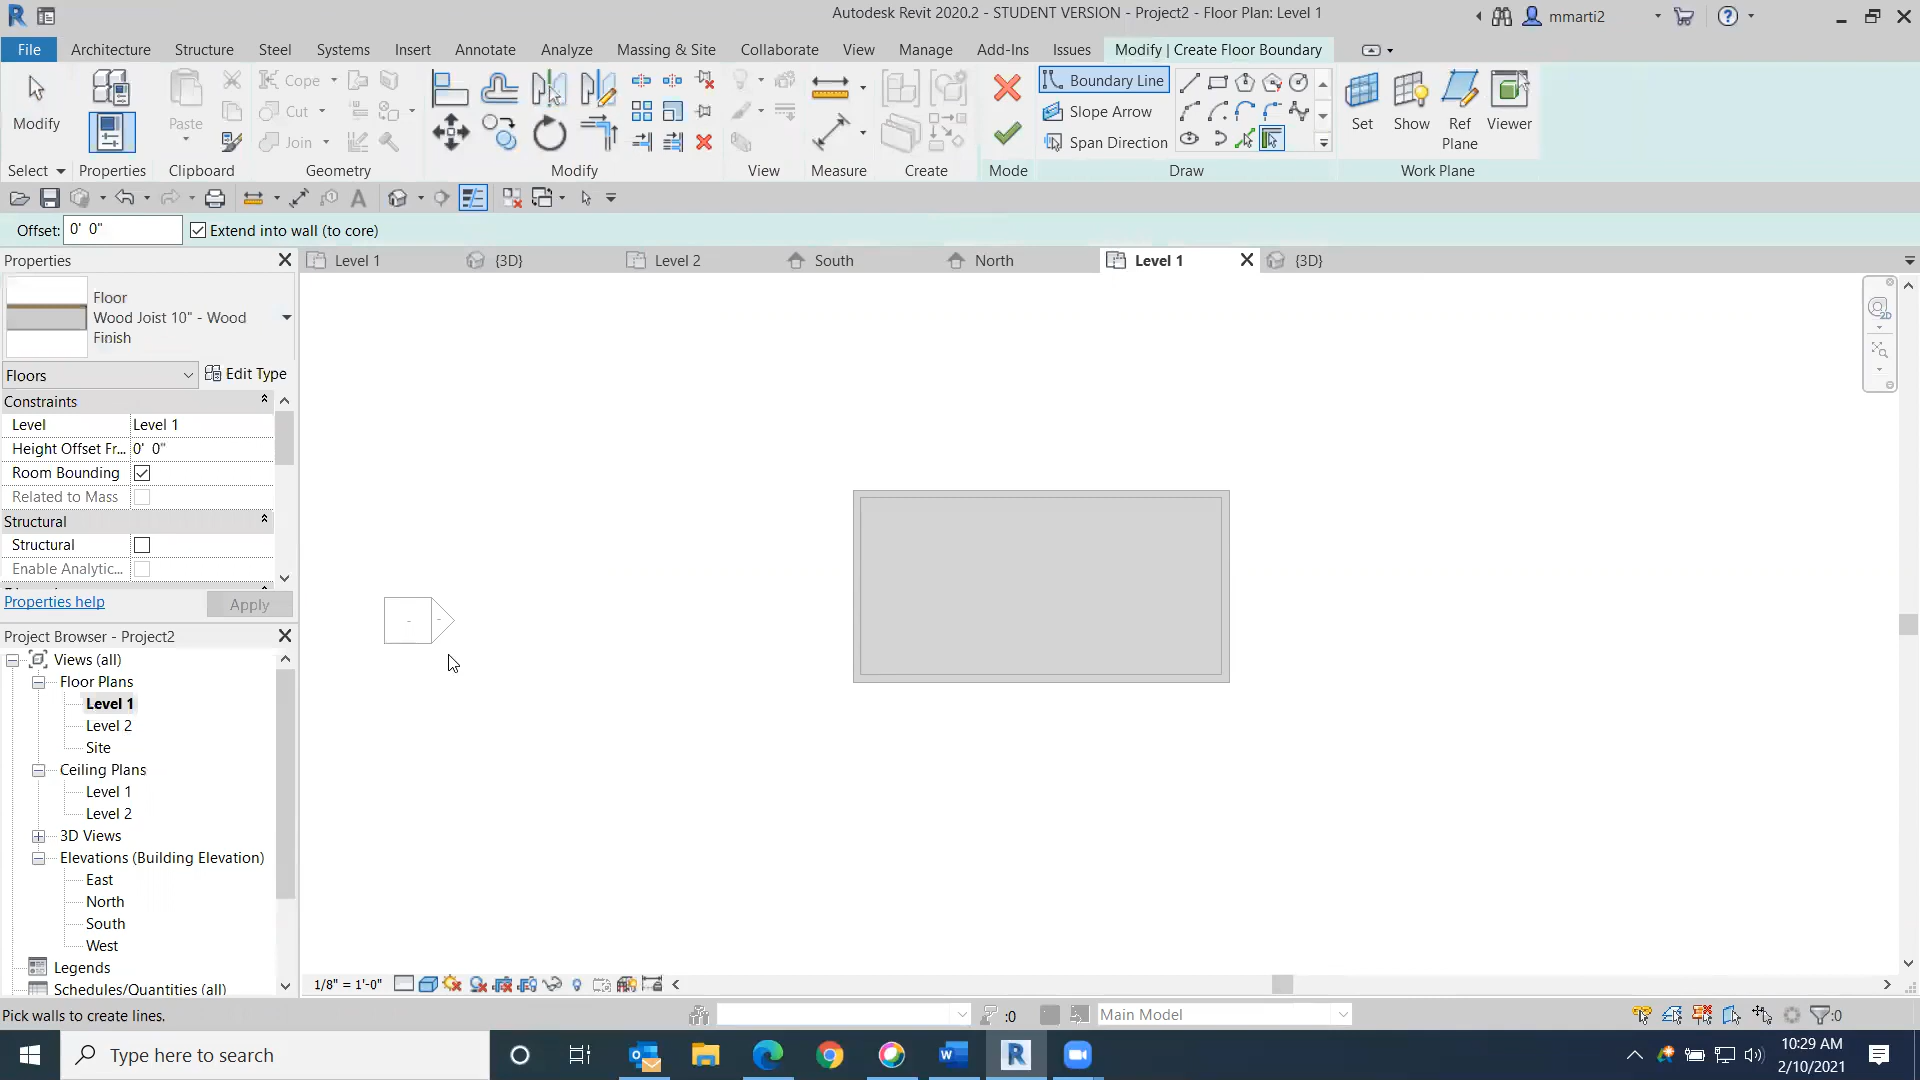 Autodesk Revit 2020.2 - STUDENT VERSION - Project2 - Floor Plan: Level 1
mmarti2
File
Architecture
Structure
Steel
Systems
Insert
Annotate
Analyze
Massing & Site
Collaborate
View
Manage
Add-Ins
Issues
Modify | Create Floor Boundary
Modify
Paste
Cope
Cut
Join
Boundary Line
Slope Arrow
Span Direction
Set
Show
Ref
Plane
Viewer
Select
Properties
Clipboard
Geometry
Modify
View
Measure
Create
Mode
Draw
Work Plane
Offset: 0' 0"
Extend into wall (to core)
Properties
Level 1
{3D}
Level 2
South
North
Level 1
{3D}
Floor
Wood Joist 10" - Wood
Finish
Floors
Edit Type
Constraints
Level
Level 1
Height Offset Fr...
0' 0"
Room Bounding
Related to Mass
Structural
Structural
Enable Analytic...
Properties help
Apply
Project Browser - Project2
Views (all)
Floor Plans
Level 1
Level 2
Site
Ceiling Plans
Level 1
Level 2
3D Views
Elevations (Building Elevation)
East
North
South
West
Legends
Schedules/Quantities (all)
2D
1/8" = 1'-0"
Pick walls to create lines.
:0
Main Model
:0
Type here to search
10:29 AM
2/10/2021